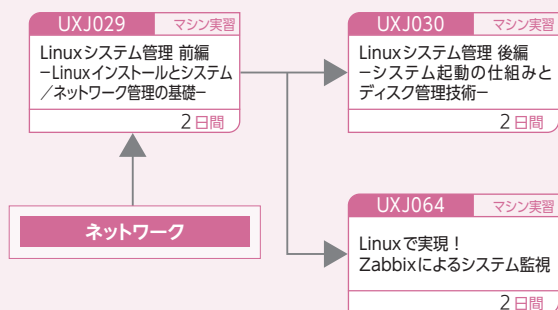 UXJ029 マシン実習
Linuxシステム管理 前編
−Linuxインストールとシステム
／ネットワーク管理の基礎−
2日間
ネットワーク
UXJ030 マシン実習
Linuxシステム管理 後編
−システム起動の仕組みと
ディスク管理技術−
2日間
UXJ064 マシン実習
Linuxで実現！
Zabbixによるシステム監視
2日間